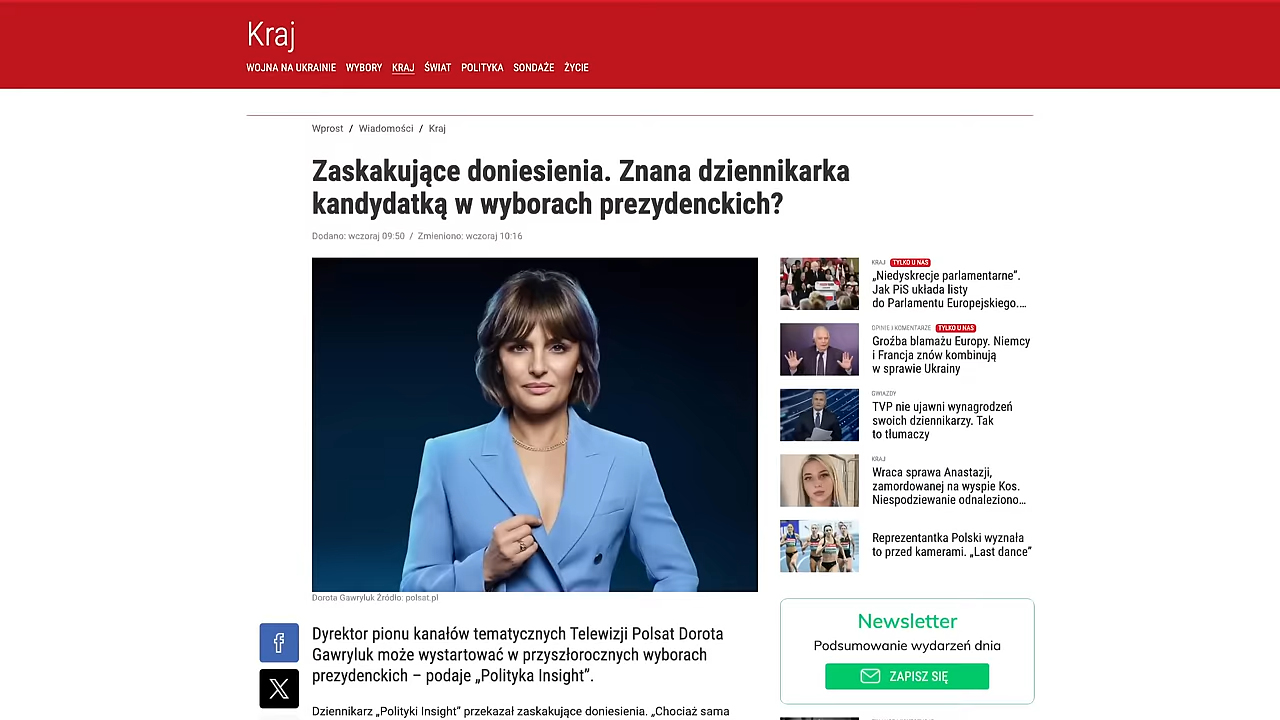 Kraj
WOJNA NA UKRAINIE WYBORY KRAJ ŚWIAT POLITYKA SONDAŻE ŻYCIE
Wprost / Wiadomości / Kraj
Zaskakujące doniesienia. Znana dziennikarka
kandydatką w wyborach prezydenckich?
Dodano: wczoraj 09:50 / Zmieniono: wczoraj 10:16
KRAJ TYLKO U NAS
„Niedyskrecje parlamentarne”.
Jak PiS układa listy
do Parlamentu Europejskiego....
OPINIE I KOMENTARZE TYLKO U NAS
Groźba blamażu Europy. Niemcy
i Francja znów kombinują
w sprawie Ukrainy
GWIAZDY
TVP nie ujawni wynagrodzeń
swoich dziennikarzy. Tak
to tłumaczy
KRAJ
Wraca sprawa Anastazji,
zamordowanej na wyspie Kos.
Niespodziewanie odnaleziono...
Reprezentantka Polski wyznała
to przed kamerami. „Last dance”
Dorota Gawryluk Źródło: polsat.pl
Newsletter
Podsumowanie wydarzeń dnia
ZAPISZ SIĘ
Dyrektor pionu kanałów tematycznych Telewizji Polsat Dorota
Gawryluk może wystartować w przyszłorocznych wyborach
prezydenckich – podaje „Polityka Insight”.
Dziennikarz „Polityki Insight” przekazał zaskakujące doniesienia. „Chociaż sama